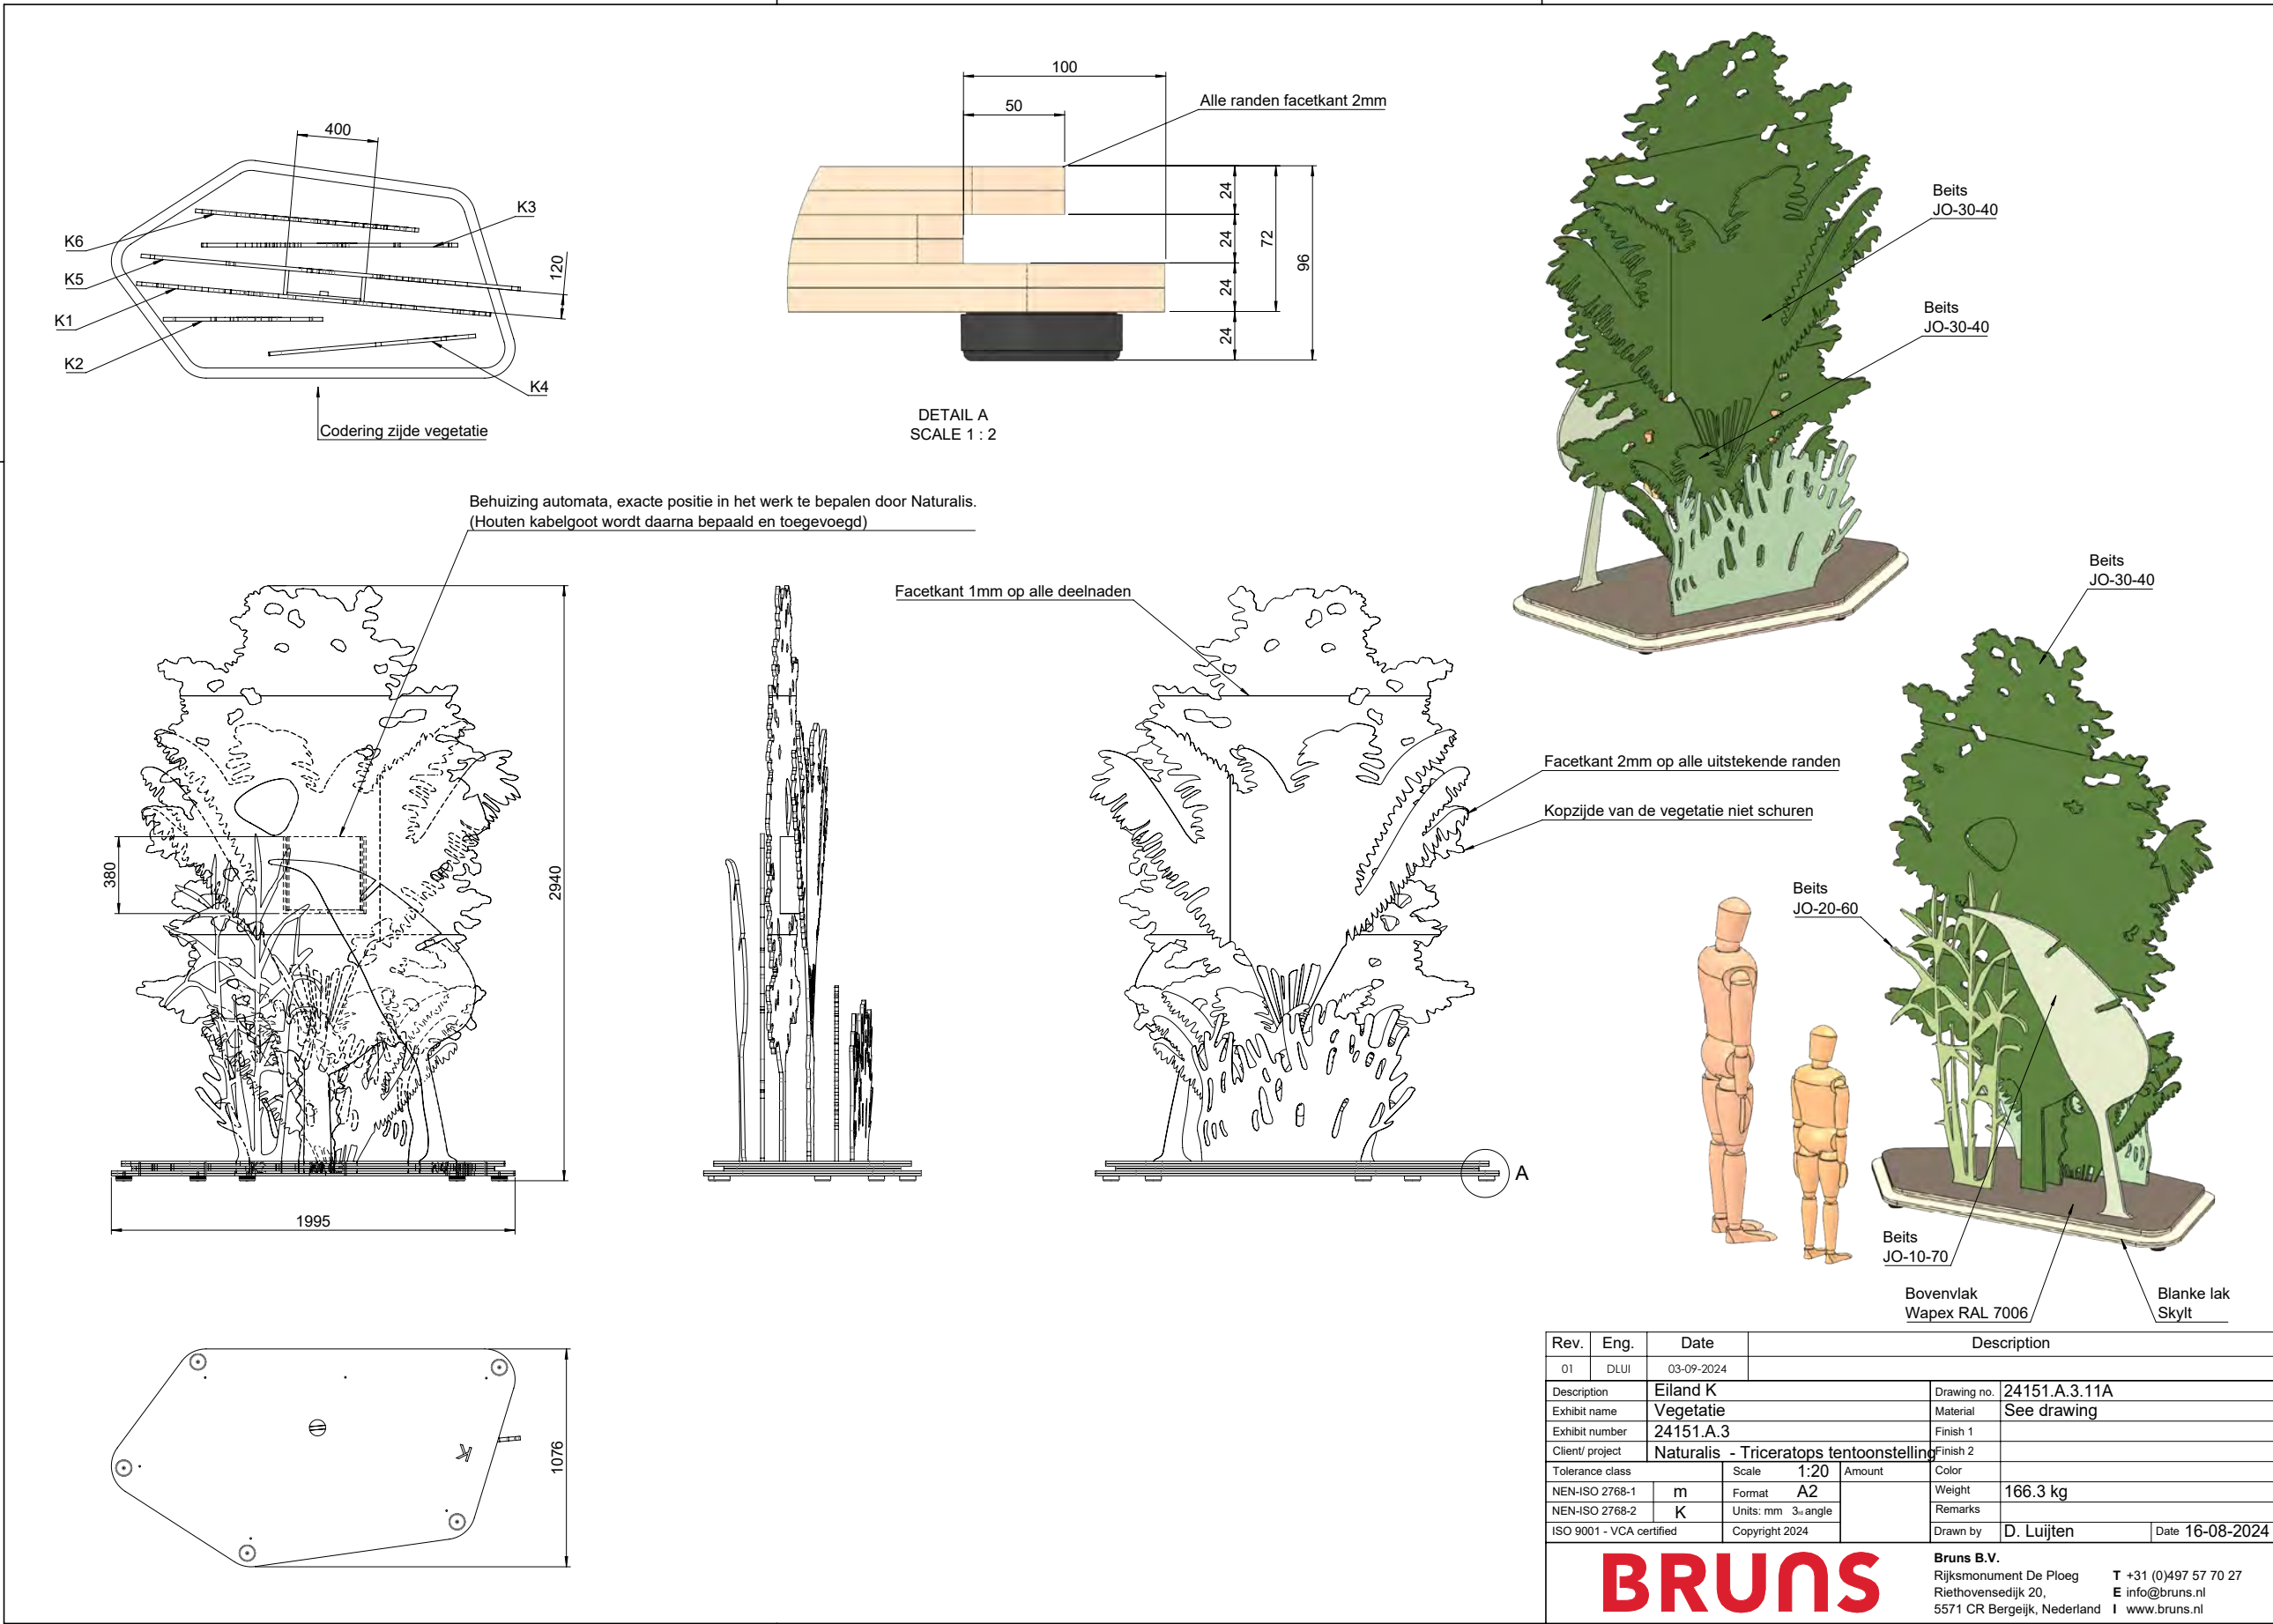 400
K6
K5
K1
K2
K3
120
K4
Codering zijde vegetatie
100
50
Alle randen facetkant 2mm
24
24
24
24
72
96
DETAIL A
SCALE 1 : 2
Beits
JO-30-40
Beits
JO-30-40
Behuizing automata, exacte positie in het werk te bepalen door Naturalis.
(Houten kabelgoot wordt daarna bepaald en toegevoegd)
380
2940
1995
Facetkant 1mm op alle deelnaden
Facetkant 2mm op alle uitstekende randen
Kopzijde van de vegetatie niet schuren
A
Beits
JO-30-40
Beits
JO-20-60
Beits
JO-10-70
Bovenvlak
Wapex RAL 7006
Blanke lak
Skylt
K
1076
Rev. Eng. Date Description
01 DLUI 03-09-2024
Description Eiland K Drawing no. 24151.A.3.11A
Exhibit name Vegetatie Material See drawing
Exhibit number 24151.A.3 Finish 1
Client/ project Naturalis - Triceratops tentoonstelling Finish 2
Tolerance class Scale 1:20 Amount Color
NEN-ISO 2768-1 m Format A2 Weight 166.3 kg
NEN-ISO 2768-2 K Units: mm 3rd angle Remarks
ISO 9001 - VCA certified Copyright 2024 Drawn by D. Luijten Date 16-08-2024
BRUNS
Bruns B.V.
Rijksmonument De Ploeg T +31 (0)497 57 70 27
Riethovensedijk 20, E info@bruns.nl
5571 CR Bergeijk, Nederland I www.bruns.nl